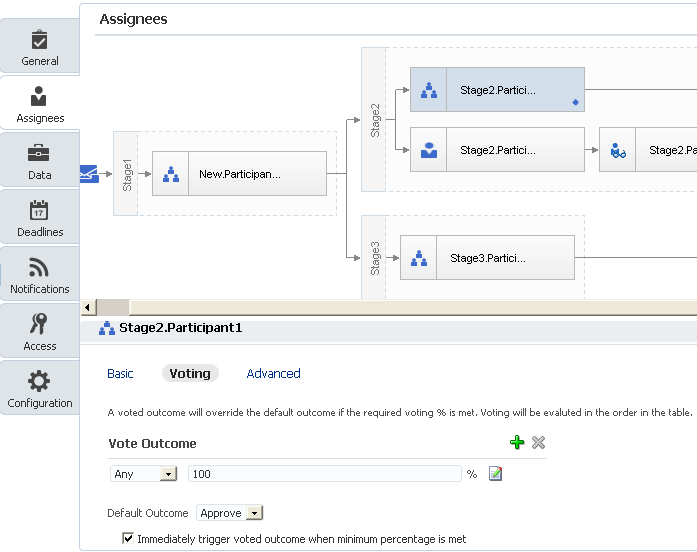 Assignees
General
Assignees
Data
Deadlines
17
Notifications
Access
Configuration
Stage1
New.Participan...
Stage2
Stage2.Partici...
Stage2.Partici...
Stage2.Pa
Stage3
Stage3.Partici...
Stage2.Participant1
Basic Voting Advanced
A voted outcome will override the default outcome if the required voting % is met. Voting will be evaluted in the order in the table.
Vote Outcome
Any 100 %
Default Outcome Approve
Immediately trigger voted outcome when minimum percentage is met